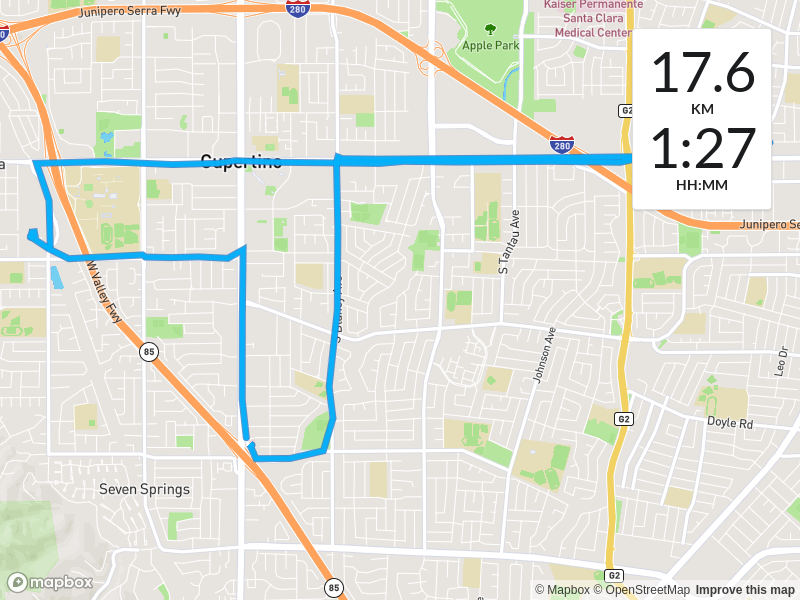 Junipero Serra Fwy
280
Kaiser Permanente
Santa Clara
Medical Center
Apple Park
17.6
KM
1:27
HH:MM
G2
280
Cupertino
Junipero Se
S Tantau Ave
W Valley Fwy
S Blaney Ave
85
Johnson Ave
Leo Dr
G2
Doyle Rd
Seven Springs
G2
85
mapbox
© Mapbox © OpenStreetMap Improve this map